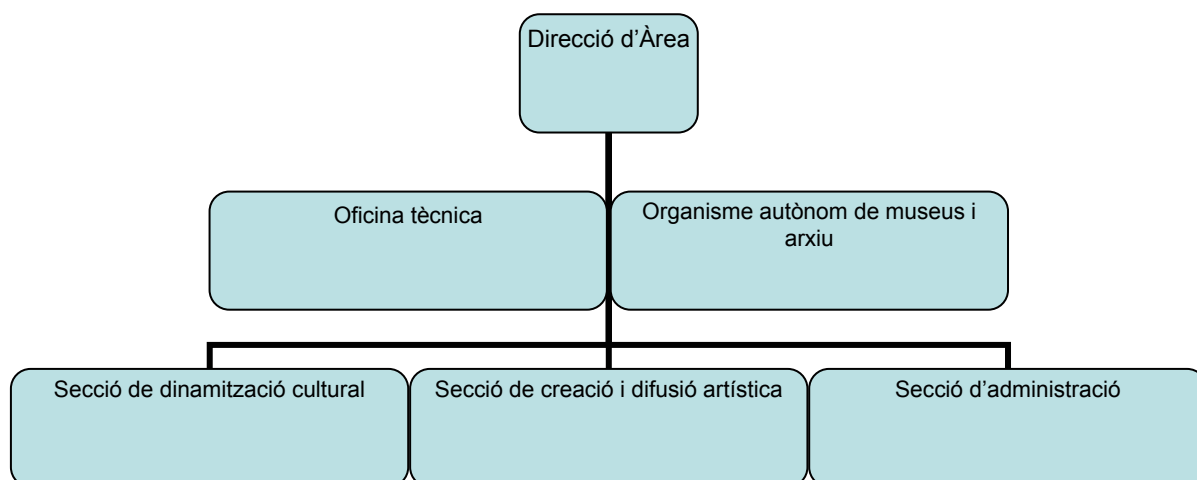 Direcció d’Àrea
Oficina tècnica
Organisme autònom de museus i
arxiu
Secció de dinamització cultural
Secció de creació i difusió artística
Secció d’administració